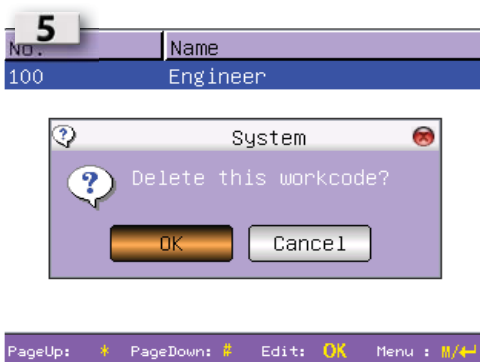 5
No. Name
100 Engineer
System
Delete this workcode?
OK Cancel
PageUp: * PageDown: # Edit: OK Menu : M/↵